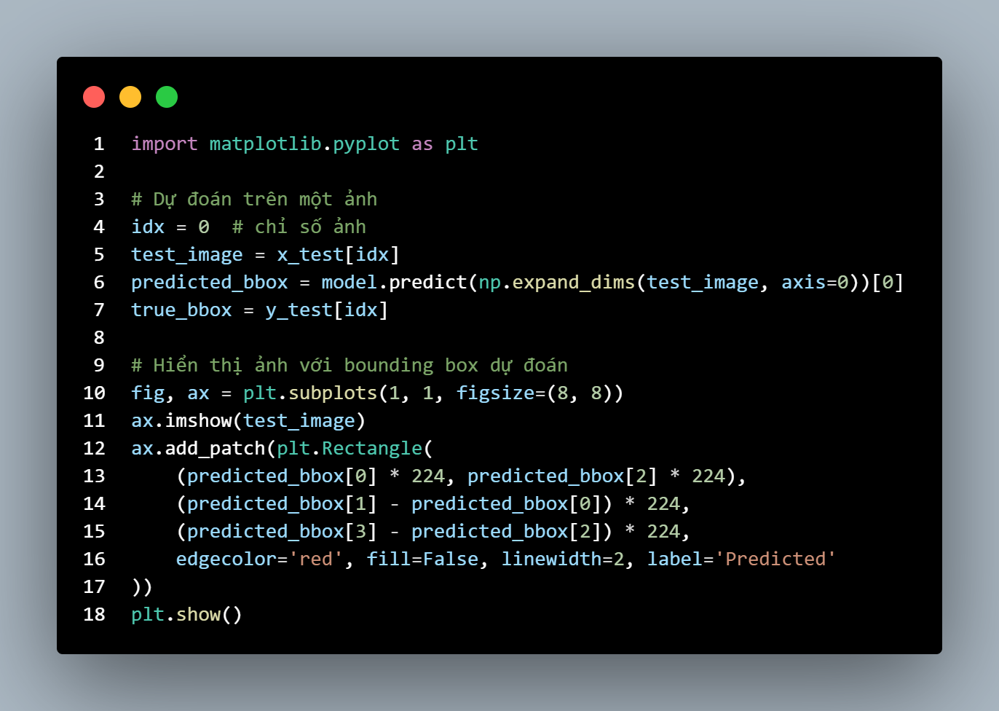 1 import matplotlib.pyplot as plt
2
3 # Dự đoán trên một ảnh
4 idx = 0  # chỉ số ảnh
5 test_image = x_test[idx]
6 predicted_bbox = model.predict(np.expand_dims(test_image, axis=0))[0]
7 true_bbox = y_test[idx]
8
9 # Hiển thị ảnh với bounding box dự đoán
10 fig, ax = plt.subplots(1, 1, figsize=(8, 8))
11 ax.imshow(test_image)
12 ax.add_patch(plt.Rectangle(
13     (predicted_bbox[0] * 224, predicted_bbox[2] * 224),
14     (predicted_bbox[1] - predicted_bbox[0]) * 224,
15     (predicted_bbox[3] - predicted_bbox[2]) * 224,
16     edgecolor='red', fill=False, linewidth=2, label='Predicted'
17 ))
18 plt.show()